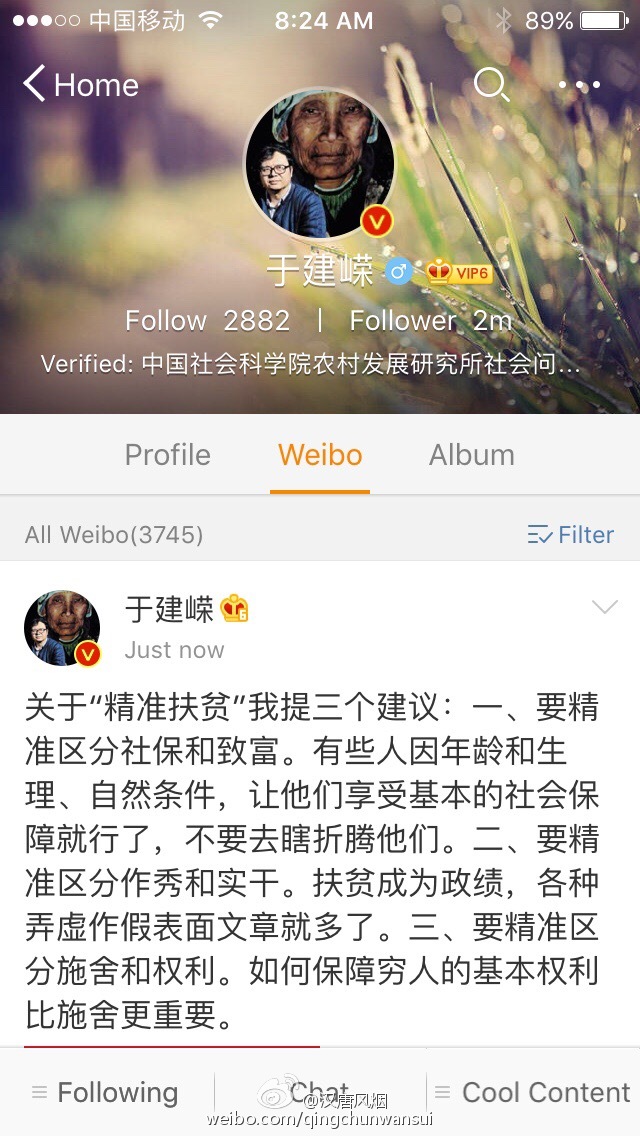 中国移动 8:24 AM 89%
Home
于建嵘 VIP6
Follow 2882 | Follower 2m
Verified: 中国社会科学院农村发展研究所社会问...
Profile Weibo Album
All Weibo(3745) Filter
于建嵘 6
Just now
关于“精准扶贫”我提三个建议：一、要精
准区分社保和致富。有些人因年龄和生
理、自然条件，让他们享受基本的社会保
障就行了，不要去瞎折腾他们。二、要精
准区分作秀和实干。扶贫成为政绩，各种
弄虚作假表面文章就多了。三、要精准区
分施舍和权利。如何保障穷人的基本权利
比施舍更重要。
Following Chat Cool Content
@汉唐风烟
weibo.com/qingchunwansui